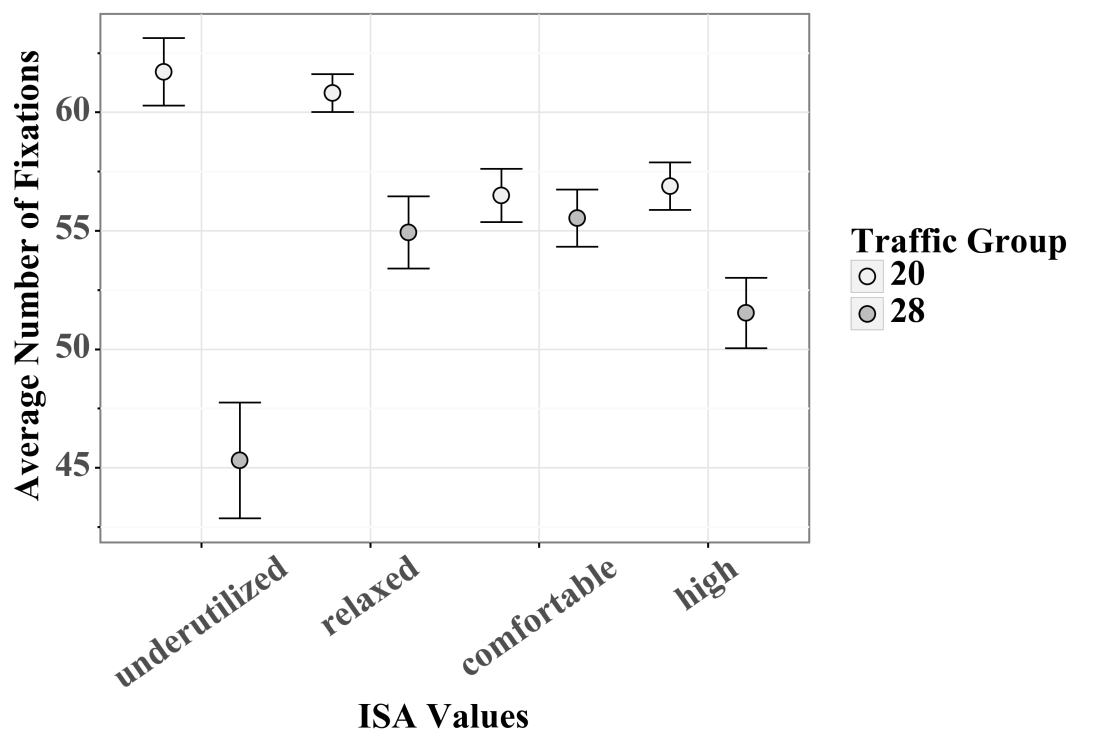 Average Number of Fixations
60
55
50
45
underutilized
relaxed
comfortable
high
ISA Values
Traffic Group
20
28